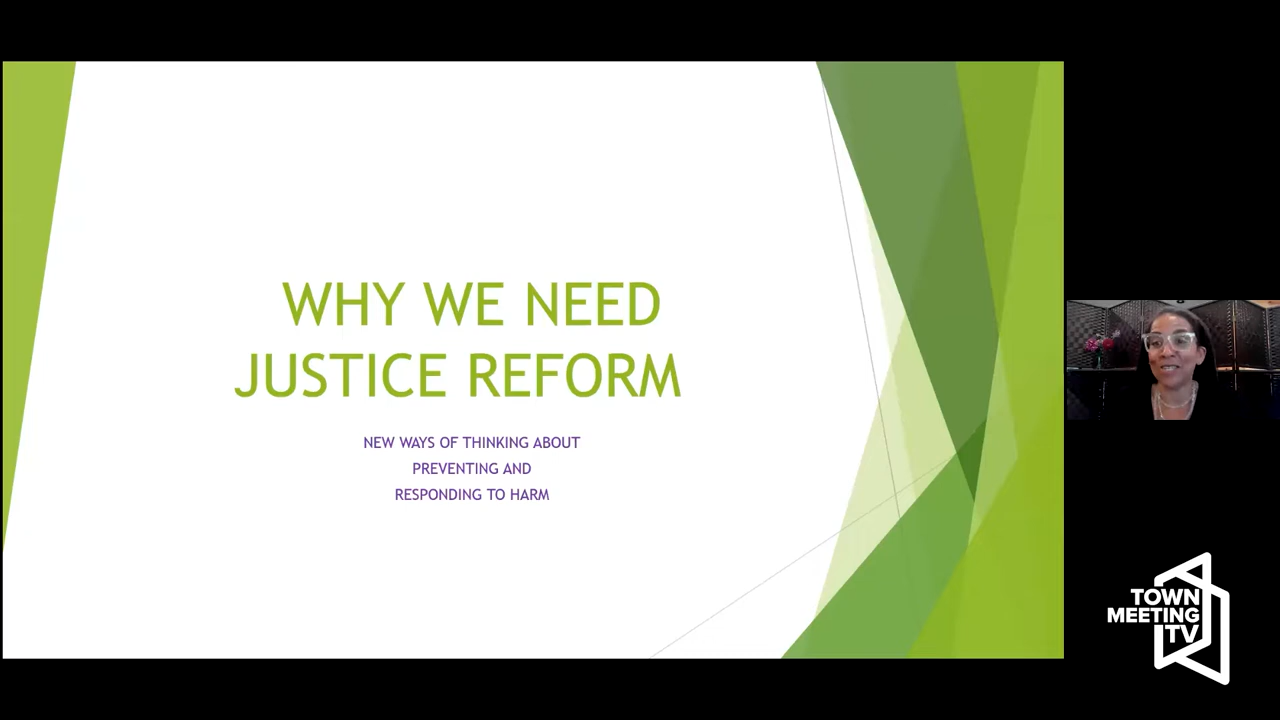 WHY WE NEED
JUSTICE REFORM
NEW WAYS OF THINKING ABOUT
PREVENTING AND
RESPONDING TO HARM
TOWN
MEETING
TV